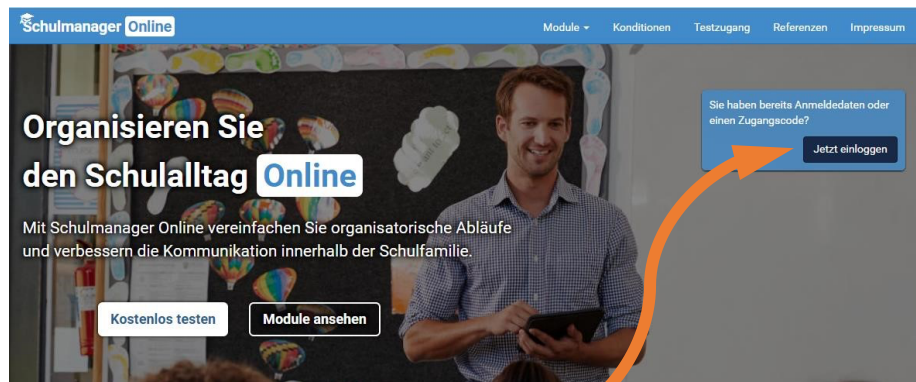 Schulmanager Online
Module
Konditionen
Testzugang
Referenzen
Impressum
Organisieren Sie
den Schulalltag Online
Mit Schulmanager Online vereinfachen Sie organisatorische Abläufe
und verbessern die Kommunikation innerhalb der Schulfamilie.
Kostenlos testen
Module ansehen
Sie haben bereits Anmeldedaten oder
einen Zugangscode?
Jetzt einloggen